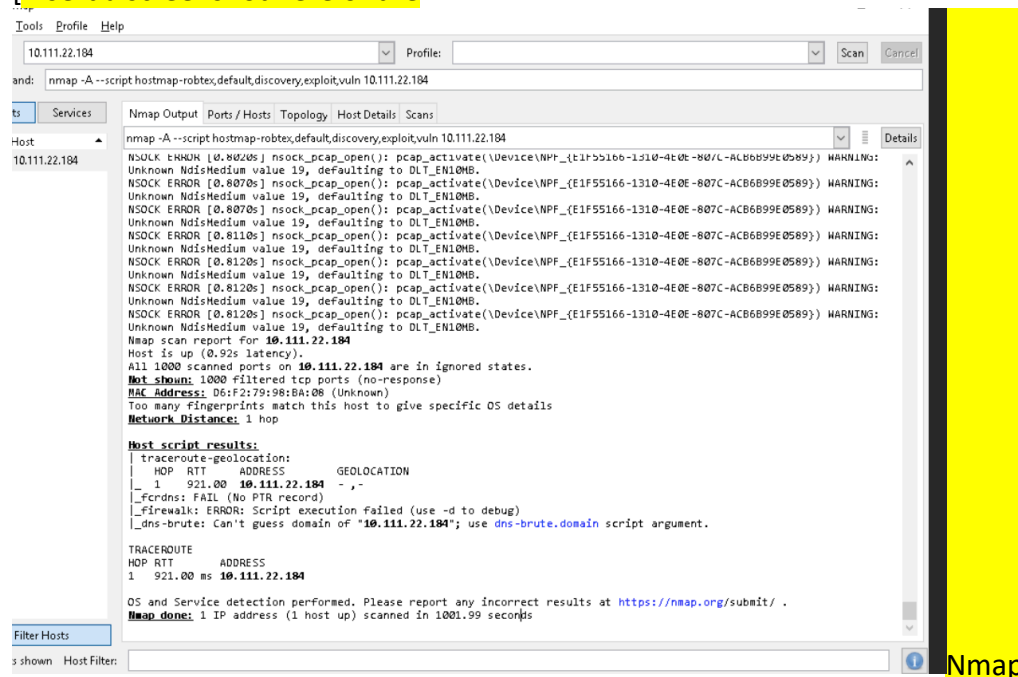 Tools Profile Help
10.111.22.184 Profile: Scan Cancel
and: nmap -A --script hostmap-robtex,default,discovery,exploit,vuln 10.111.22.184
ts Services Nmap Output Ports / Hosts Topology Host Details Scans
Host nmap -A --script hostmap-robtex,default,discovery,exploit,vuln 10.111.22.184 Details
10.111.22.184
NSOCK ERROR [0.8020s] nsock_pcap_open(): pcap_activate(\Device\NPF_{E1F55166-1310-4E0E-807C-ACB6B99E0589}) WARNING:
Unknown NdisMedium value 19, defaulting to DLT_EN10MB.
NSOCK ERROR [0.8070s] nsock_pcap_open(): pcap_activate(\Device\NPF_{E1F55166-1310-4E0E-807C-ACB6B99E0589}) WARNING:
Unknown NdisMedium value 19, defaulting to DLT_EN10MB.
NSOCK ERROR [0.8070s] nsock_pcap_open(): pcap_activate(\Device\NPF_{E1F55166-1310-4E0E-807C-ACB6B99E0589}) WARNING:
Unknown NdisMedium value 19, defaulting to DLT_EN10MB.
NSOCK ERROR [0.8110s] nsock_pcap_open(): pcap_activate(\Device\NPF_{E1F55166-1310-4E0E-807C-ACB6B99E0589}) WARNING:
Unknown NdisMedium value 19, defaulting to DLT_EN10MB.
NSOCK ERROR [0.8120s] nsock_pcap_open(): pcap_activate(\Device\NPF_{E1F55166-1310-4E0E-807C-ACB6B99E0589}) WARNING:
Unknown NdisMedium value 19, defaulting to DLT_EN10MB.
NSOCK ERROR [0.8120s] nsock_pcap_open(): pcap_activate(\Device\NPF_{E1F55166-1310-4E0E-807C-ACB6B99E0589}) WARNING:
Unknown NdisMedium value 19, defaulting to DLT_EN10MB.
NSOCK ERROR [0.8120s] nsock_pcap_open(): pcap_activate(\Device\NPF_{E1F55166-1310-4E0E-807C-ACB6B99E0589}) WARNING:
Unknown NdisMedium value 19, defaulting to DLT_EN10MB.
Nmap scan report for 10.111.22.184
Host is up (0.92s latency).
All 1000 scanned ports on 10.111.22.184 are in ignored states.
Not shown: 1000 filtered tcp ports (no-response)
MAC Address: D6:F2:79:98:BA:08 (Unknown)
Too many fingerprints match this host to give specific OS details
Network Distance: 1 hop
Host script results:
| traceroute-geolocation:
| HOP RTT ADDRESS GEOLOCATION
|_ 1 921.00 10.111.22.184 - ,-
|_fcrdns: FAIL (No PTR record)
|_firewalk: ERROR: Script execution failed (use -d to debug)
|_dns-brute: Can't guess domain of "10.111.22.184"; use dns-brute.domain script argument.
TRACEROUTE
HOP RTT ADDRESS
1 921.00 ms 10.111.22.184
OS and Service detection performed. Please report any incorrect results at https://nmap.org/submit/ .
Nmap done: 1 IP address (1 host up) scanned in 1001.99 seconds
Filter Hosts
s shown Host Filter:
Nmap